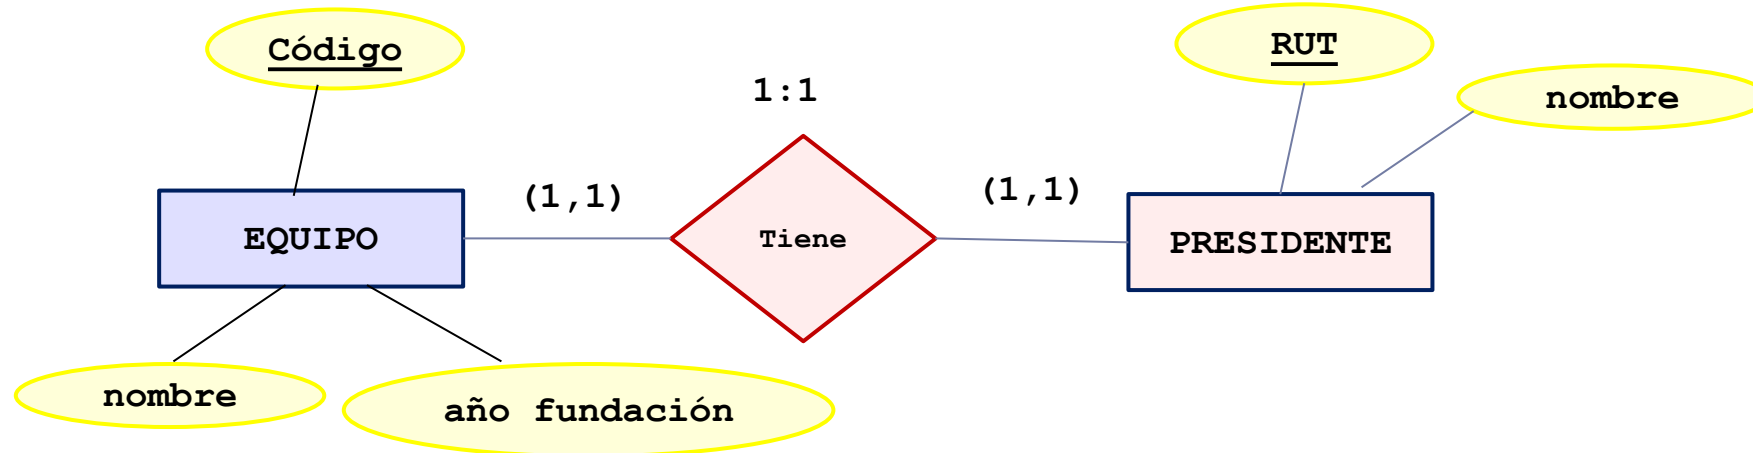 Código
RUT
1:1
nombre
(1,1)
(1,1)
EQUIPO
Tiene
PRESIDENTE
nombre
año fundación